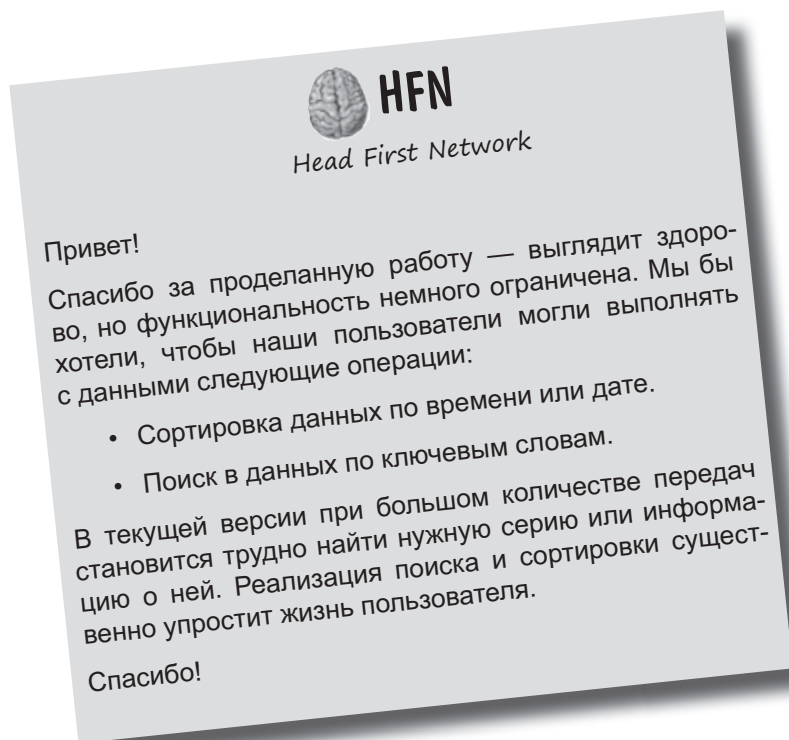 HFN
Head First Network
Привет!
Спасибо за проделанную работу — выглядит здоро-
во, но функциональность немного ограничена. Мы бы
хотели, чтобы наши пользователи могли выполнять
с данными следующие операции:
• Сортировка данных по времени или дате.
• Поиск в данных по ключевым словам.
В текущей версии при большом количестве передач
становится трудно найти нужную серию или информа-
цию о ней. Реализация поиска и сортировки сущест-
венно упростит жизнь пользователя.
Спасибо!